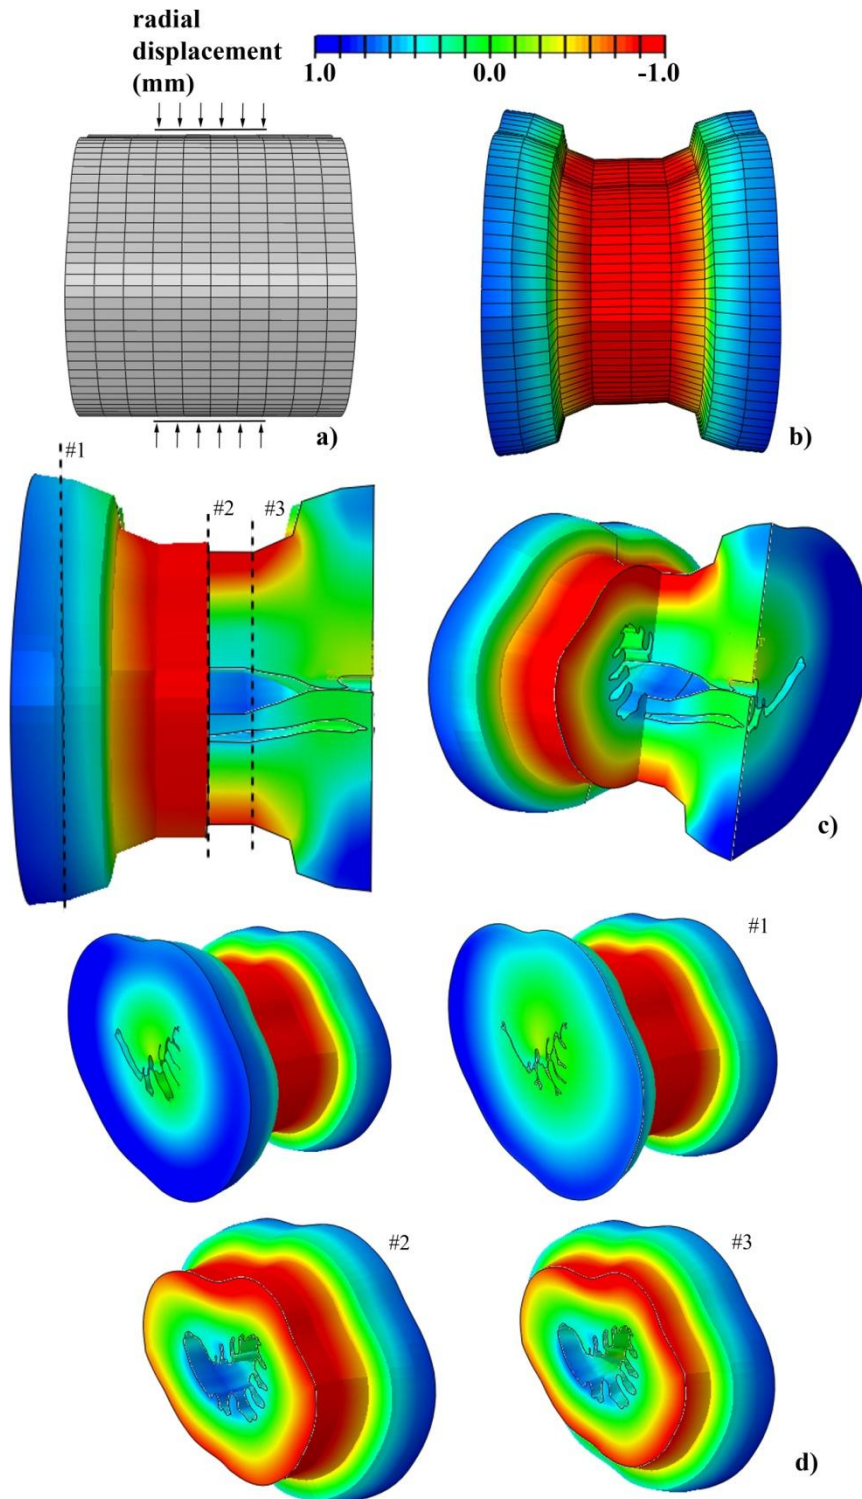 radial
displacement
(mm)
1.0 0.0 -1.0
a)
b)
#1
#2 #3
c)
#1
#2 #3
d)